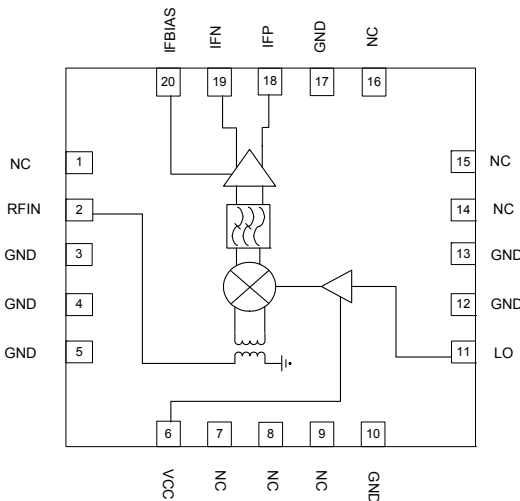 IFBIAS
IFN
IFP
GND
NC
20
19
18
17
16
NC 1
15 NC
RFIN 2
14 NC
GND 3
13 GND
GND 4
12 GND
GND 5
11 LO
6
7
8
9
10
VCC
NC
NC
NC
GND